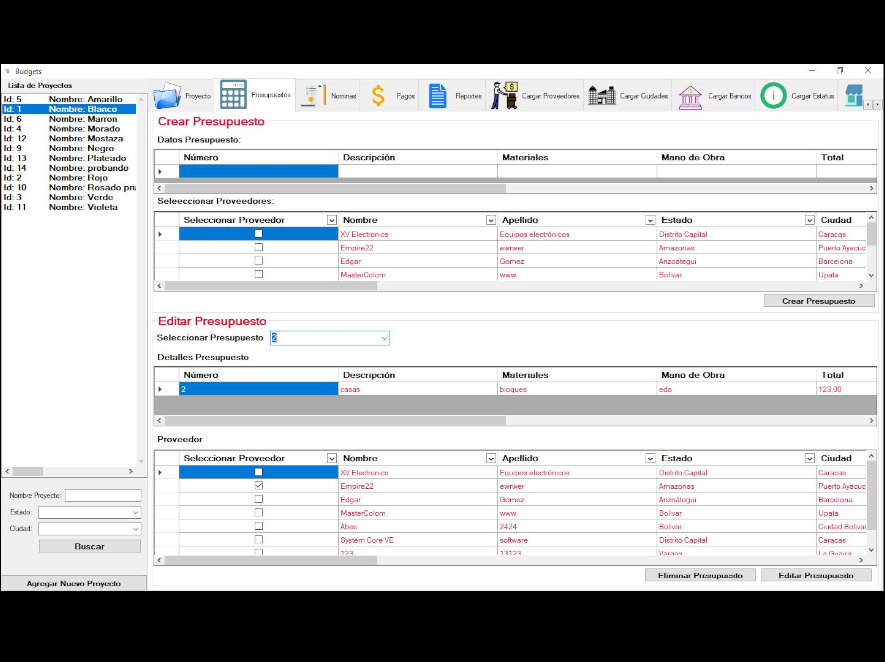 Budgets
Lista de Proyectos
Id: 5 Nombre: Amarillo
Id: 1 Nombre: Blanco
Id: 6 Nombre: Marron
Id: 4 Nombre: Morado
Id: 12 Nombre: Mostaza
Id: 9 Nombre: Negro
Id: 13 Nombre: Plateado
Id: 14 Nombre: probando
Id: 2 Nombre: Rojo
Id: 10 Nombre: Rosado pru
Id: 3 Nombre: Verde
Id: 11 Nombre: Violeta
Nombre Proyecto:
Estado:
Ciudad:
Buscar
Agregar Nuevo Proyecto
Proyecto Presupuestos Nominas Pagos Reportes Cargar Proveedores Cargar Ciudades Cargar Bancos Cargar Estatus
Crear Presupuesto
Datos Presupuesto:
Número Descripción Materiales Mano de Obra Total
Seleeccionar Proveedores:
Seleccionar Proveedor Nombre Apellido Estado Ciudad
XV Electronics Equipos electrónicos Distrito Capital Caracas
Empire22 ewrwer Amazonas Puerto Ayacuc
Edgar Gomez Anzoátegui Barcelona
MasterColom www Bolivar Upata
Crear Presupuesto
Editar Presupuesto
Seleccionar Presupuesto 2
Detalles Presupuesto
Número Descripción Materiales Mano de Obra Total
2 casas bloques eda 123.00
Proveedor
Seleccionar Proveedor Nombre Apellido Estado Ciudad
XV Electronics Equipos electrónicos Distrito Capital Caracas
Empire22 ewrwer Amazonas Puerto Ayacuc
Edgar Gomez Anzoátegui Barcelona
MasterColom www Bolivar Upata
Abec 2424 Bolivar Ciudad Bolivar
System Core VE software Distrito Capital Caracas
123 13123 Vargas La Guaira
Eliminar Presupuesto Editar Presupuesto